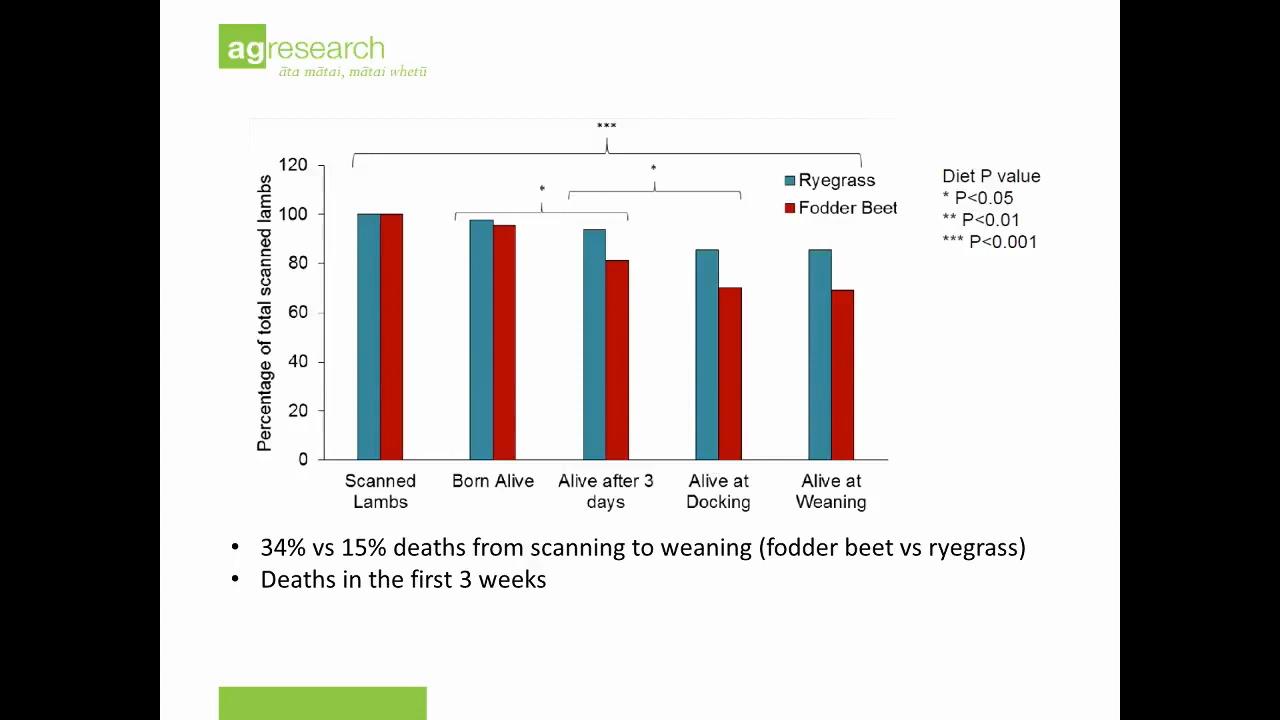 agresearch
āta mātai, mātai whetū
***
*
*
120
100
80
60
40
20
0
Percentage of total scanned lambs
Ryegrass
Fodder Beet
Diet P value
* P<0.05
** P<0.01
*** P<0.001
Scanned
Lambs
Born Alive
Alive after 3
days
Alive at
Docking
Alive at
Weaning
• 34% vs 15% deaths from scanning to weaning (fodder beet vs ryegrass)
• Deaths in the first 3 weeks